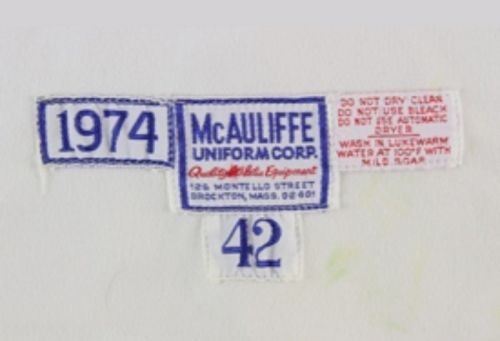 1974
McAULIFFE
UNIFORM CORP.
Quality Athletic Equipment
126 MONTELLO STREET
BROCKTON, MASS. 02401
42
DO NOT DRY CLEAN
DO NOT USE BLEACH
DO NOT USE AUTOMATIC
DRYER
WASH IN LUKEWARM
WATER AT 100°F WITH
MILD SOAP